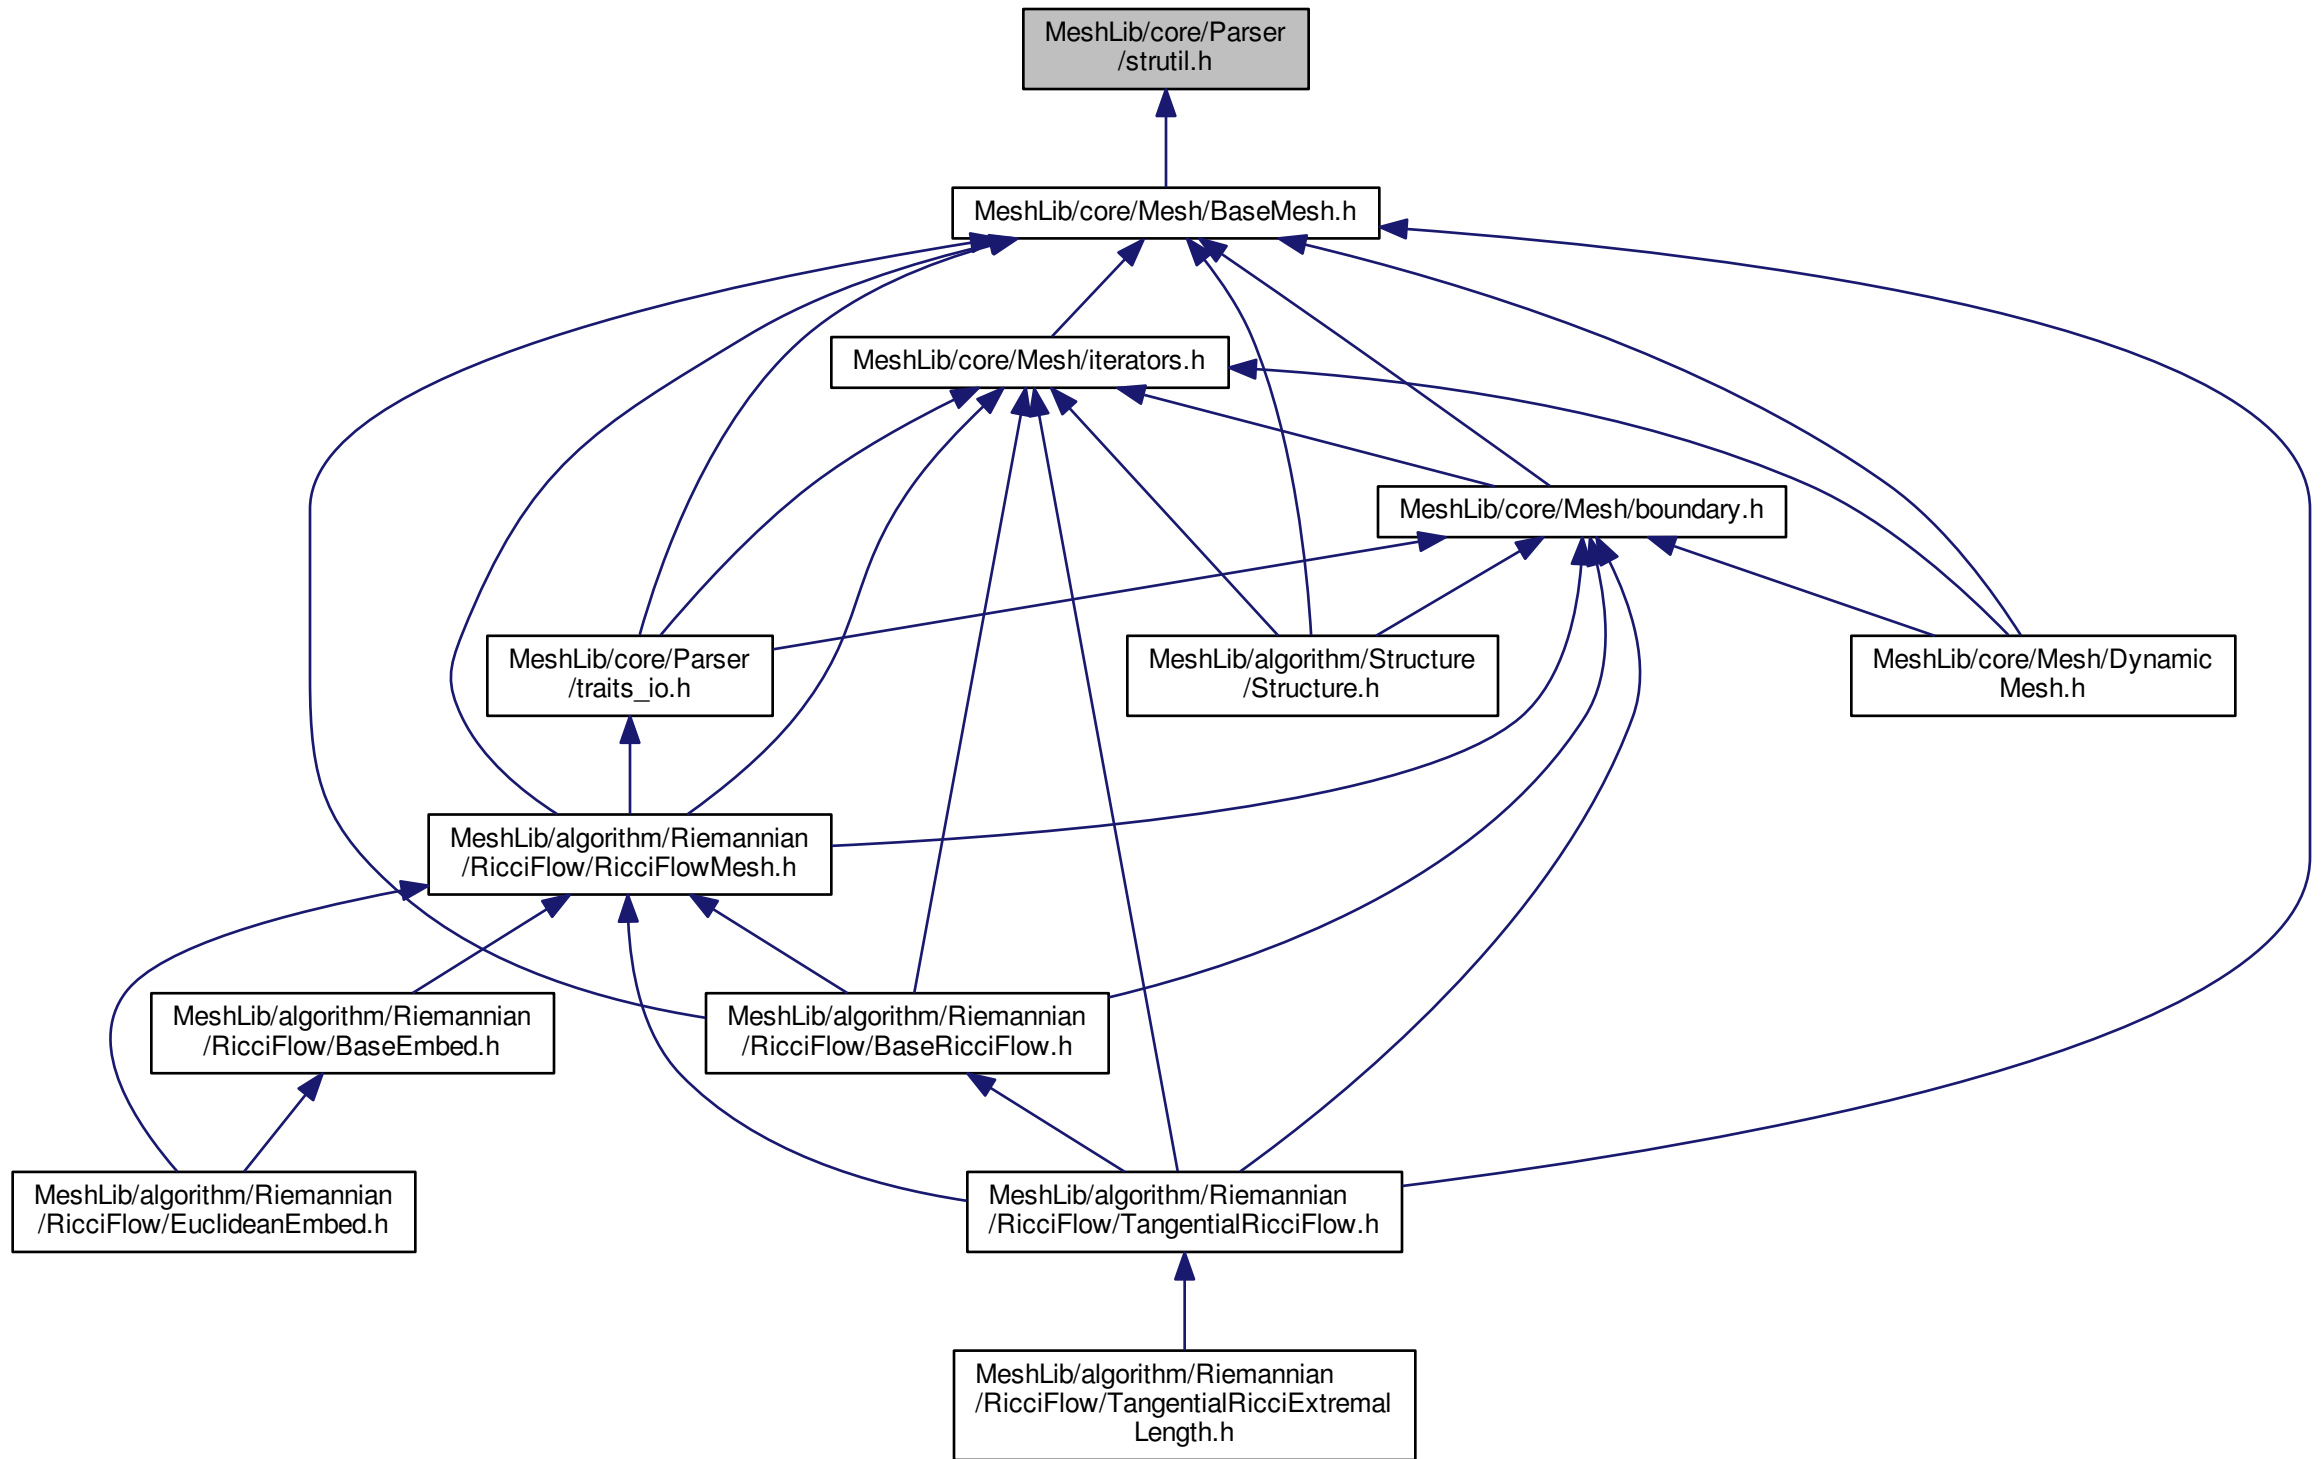 MeshLib/core/Parser
/strutil.h
MeshLib/core/Mesh/BaseMesh.h
MeshLib/core/Mesh/iterators.h
MeshLib/core/Mesh/boundary.h
MeshLib/core/Parser
/traits_io.h
MeshLib/algorithm/Structure
/Structure.h
MeshLib/core/Mesh/Dynamic
Mesh.h
MeshLib/algorithm/Riemannian
/RicciFlow/RicciFlowMesh.h
MeshLib/algorithm/Riemannian
/RicciFlow/BaseEmbed.h
MeshLib/algorithm/Riemannian
/RicciFlow/BaseRicciFlow.h
MeshLib/algorithm/Riemannian
/RicciFlow/EuclideanEmbed.h
MeshLib/algorithm/Riemannian
/RicciFlow/TangentialRicciFlow.h
MeshLib/algorithm/Riemannian
/RicciFlow/TangentialRicciExtremal
Length.h